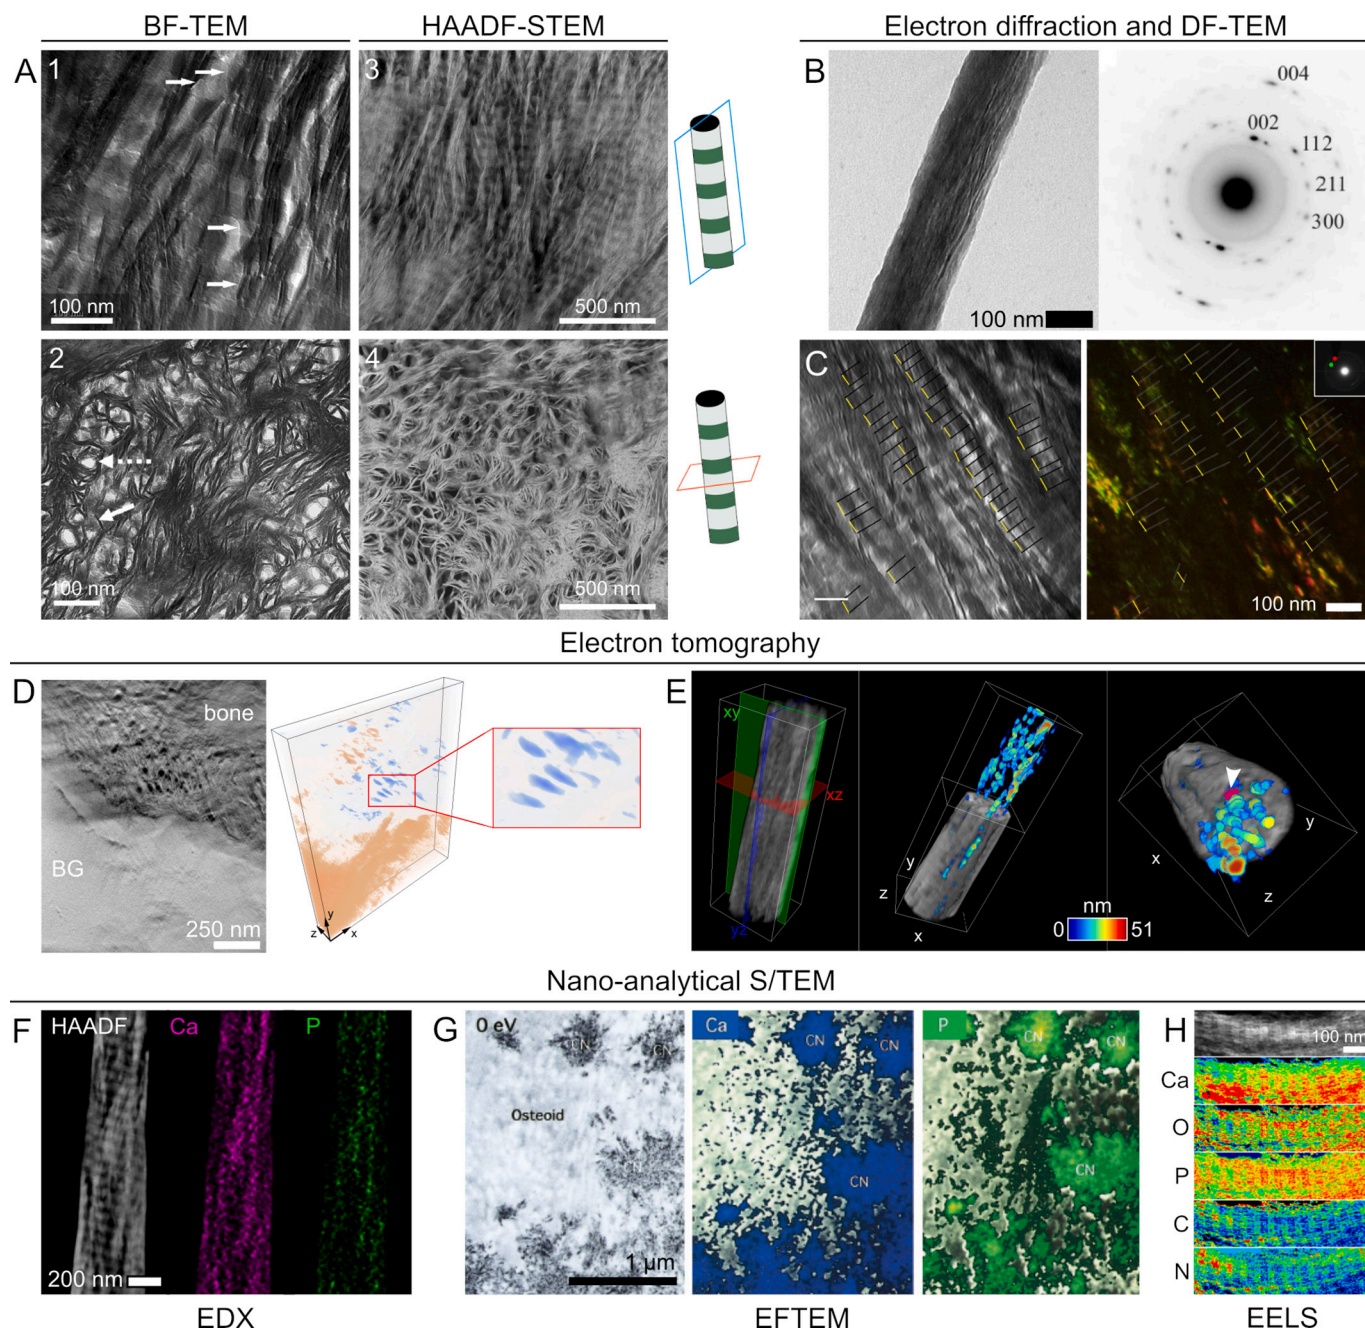 BF-TEM
HAADF-STEM
Electron diffraction and DF-TEM
A
1
100 nm
3
500 nm
B
100 nm
004
002
112
211
300
2
100 nm
4
500 nm
C
100 nm
Electron tomography
D
bone
BG
250 nm
y
z
x
E
xy
xz
yz
y
z
x
nm
0
51
y
x
z
Nano-analytical S/TEM
F
HAADF
Ca
P
200 nm
EDX
G
0 eV
CN
CN
Osteoid
1 µm
Ca
CN
CN
CN
P
CN
CN
CN
EFTEM
H
100 nm
Ca
O
P
C
N
EELS